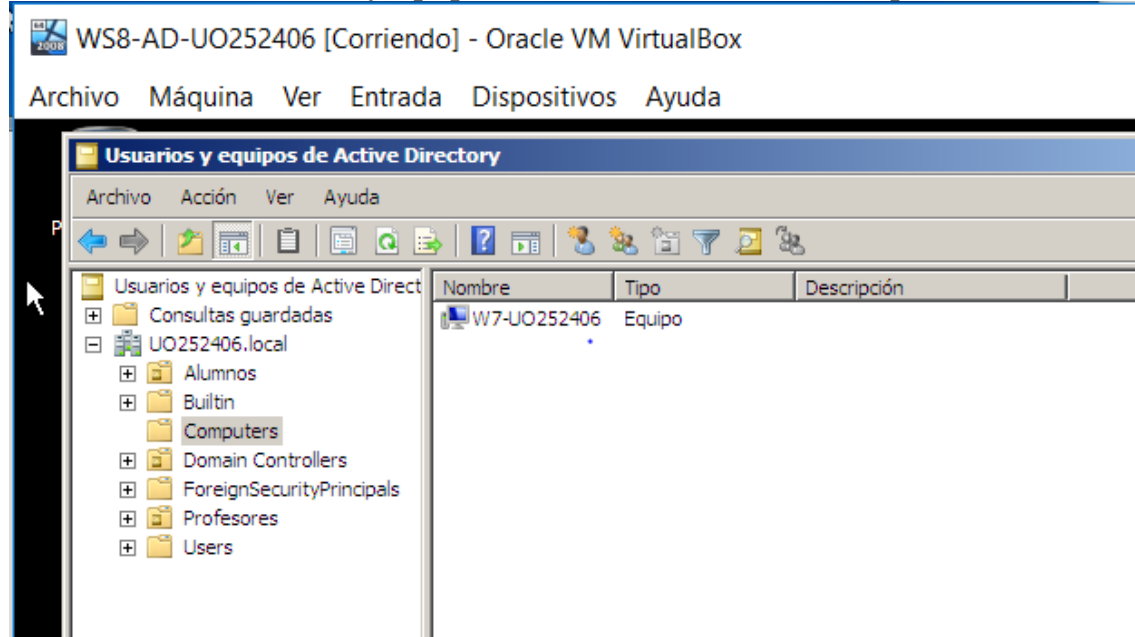 WS8-AD-UO252406 [Corriendo] - Oracle VM VirtualBox
Archivo Máquina Ver Entrada Dispositivos Ayuda
Usuarios y equipos de Active Directory
Archivo Acción Ver Ayuda
Usuarios y equipos de Active Direct
Nombre Tipo Descripción
Consultas guardadas
W7-UO252406 Equipo
UO252406.local
Alumnos
Builtin
Computers
Domain Controllers
ForeignSecurityPrincipals
Profesores
Users